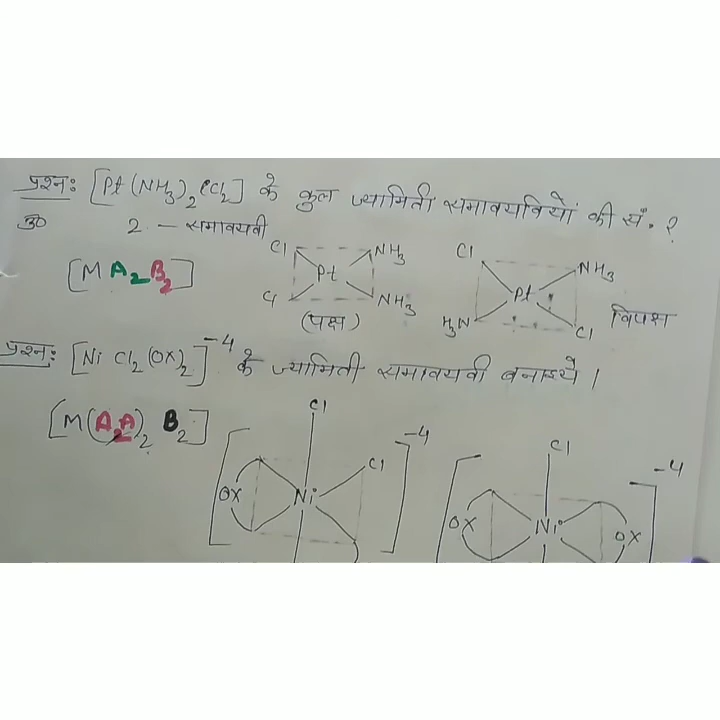 प्रश्न: [Pt(NH3)2Cl2] के कुल ज्यामिती समावयवियों की सं. ?
उ० 2 - समावयवी
[MA2B2]
Cl NH3 Pt Cl NH3
(पक्ष)
Cl NH3 Pt H3N Cl
विपक्ष
प्रश्न: [Ni Cl2(OX)2]-4 के ज्यामिती समावयवी बनाइये।
[M(AA)2 B2]
[Cl Cl OX Ni]-4
[Cl OX Ni OX]-4